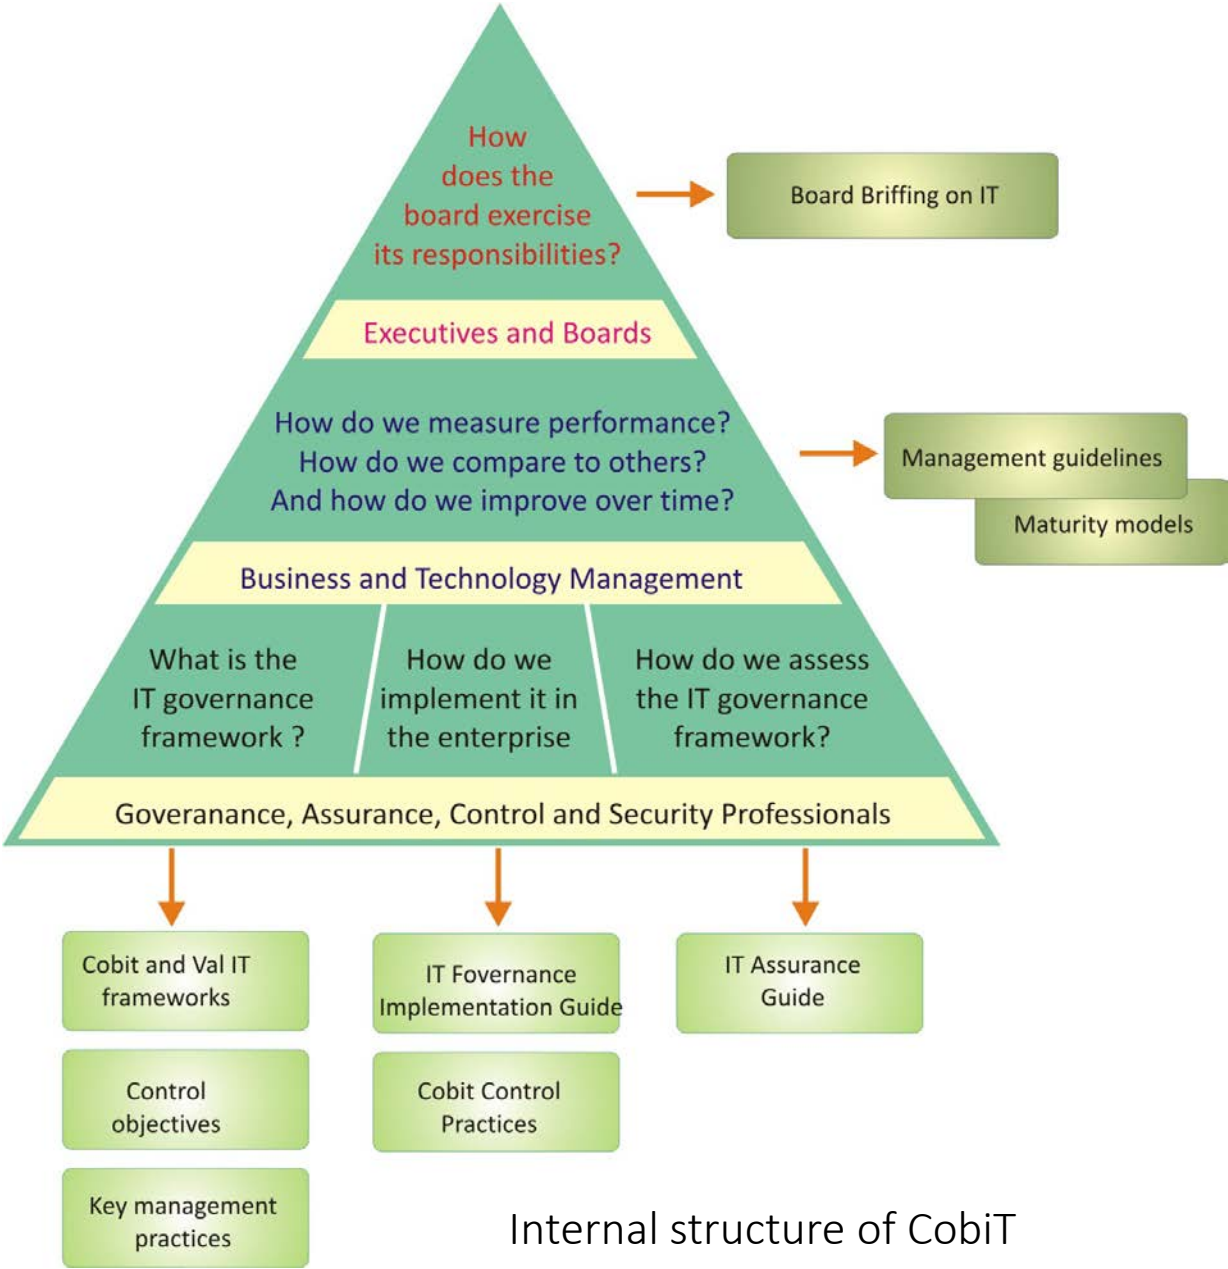 How
does the
board exercise
its responsibilities?
Board Briffing on IT
Executives and Boards
How do we measure performance?
How do we compare to others?
And how do we improve over time?
Management guidelines
Maturity models
Business and Technology Management
What is the
IT governance
framework ?
How do we
implement it in
the enterprise
How do we assess
the IT governance
framework?
Goveranance, Assurance, Control and Security Professionals
Cobit and Val IT
frameworks
Control
objectives
Key management
practices
IT Fovernance
Implementation Guide
Cobit Control
Practices
IT Assurance
Guide
Internal structure of CobiT